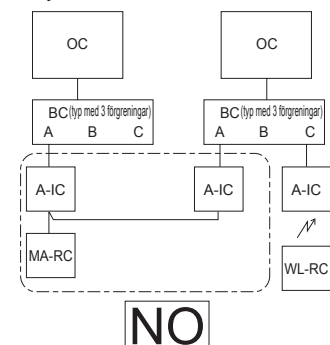 OC OC
BC(typ med 3 förgreningar) BC(typ med 3 förgreningar)
A B C A B C
A-IC A-IC A-IC
MA-RC WL-RC
NO